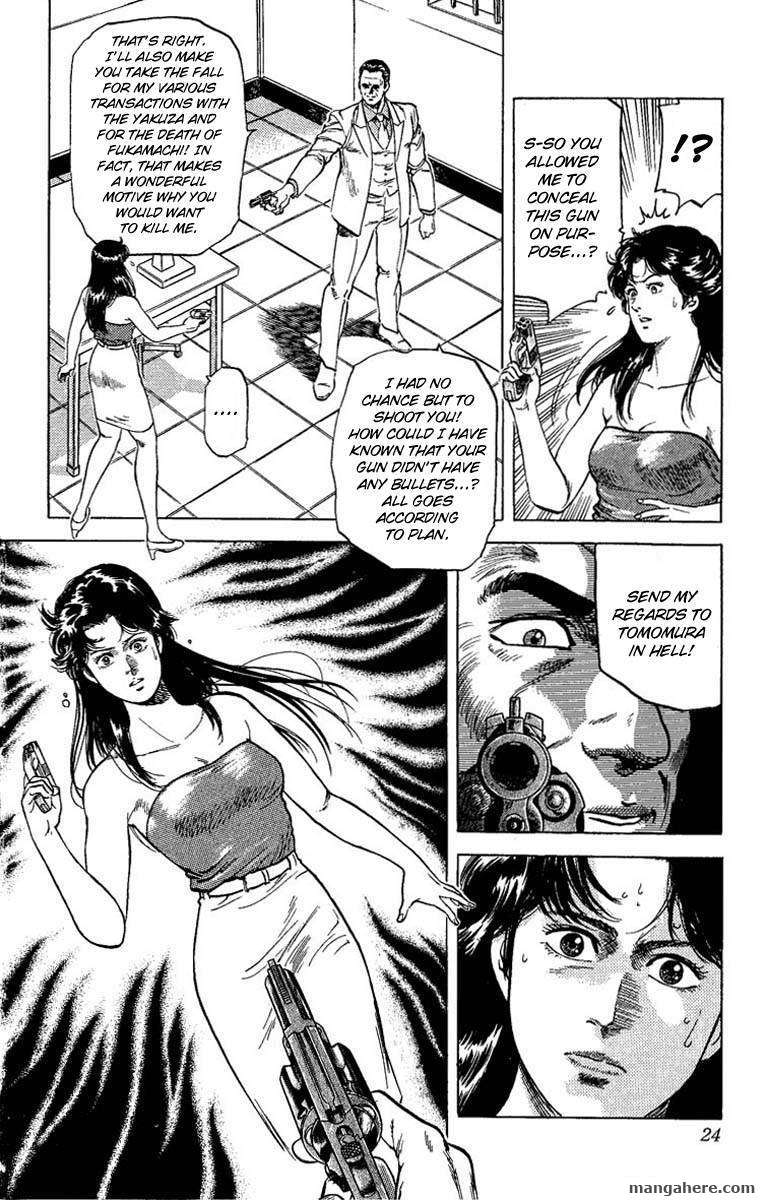 !?
S-SO YOU
ALLOWED
ME TO
CONCEAL
THIS GUN
ON PUR-
POSE...?
THAT'S RIGHT.
I'LL ALSO MAKE
YOU TAKE THE FALL
FOR MY VARIOUS
TRANSACTIONS WITH
THE YAKUZA AND
FOR THE DEATH OF
FUKAMACHI! IN
FACT, THAT MAKES
A WONDERFUL
MOTIVE WHY YOU
WOULD WANT
TO KILL ME.
....
I HAD NO
CHANCE BUT TO
SHOOT YOU!
HOW COULD I HAVE
KNOWN THAT YOUR
GUN DIDN'T HAVE
ANY BULLETS...?
ALL GOES
ACCORDING
TO PLAN.
SEND MY
REGARDS TO
TOMOMURA
IN HELL!
24
mangahere.com